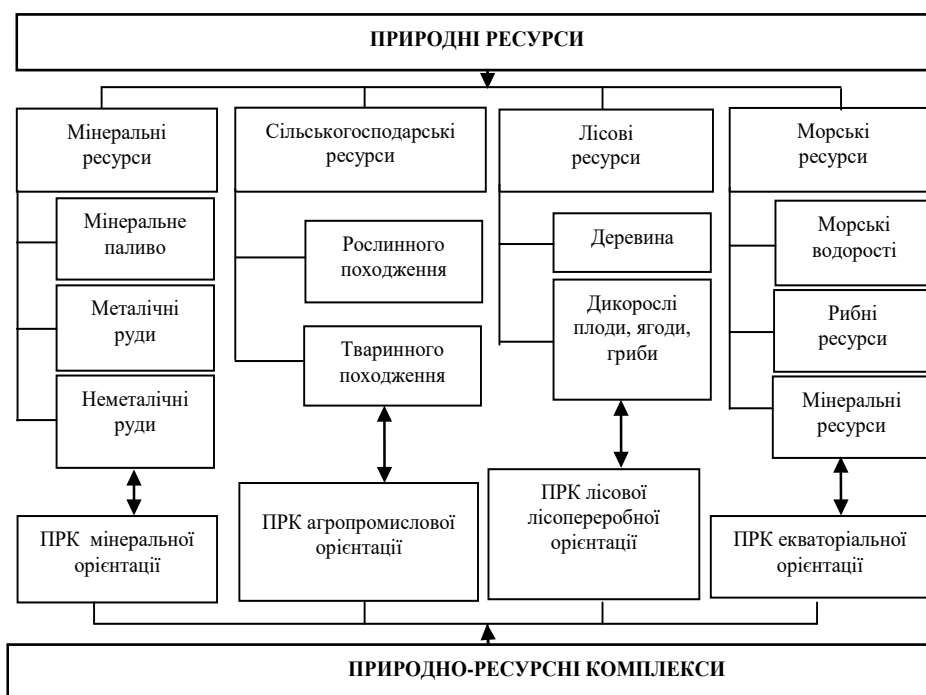 ПРИРОДНІ РЕСУРСИ
Мінеральні
ресурси
Сільськогосподарські
ресурси
Лісові
ресурси
Морські
ресурси
Мінеральне
паливо
Металічні
руди
Неметалічні
руди
Рослинного
походження
Тваринного
походження
Деревина
Дикорослі
плоди, ягоди,
гриби
Морські
водорості
Рибні
ресурси
Мінеральні
ресурси
ПРК мінеральної
орієнтації
ПРК агропромислової
орієнтації
ПРК лісової
лісопереробної
орієнтації
ПРК екваторіальної
орієнтації
ПРИРОДНО-РЕСУРСНІ КОМПЛЕКСИ